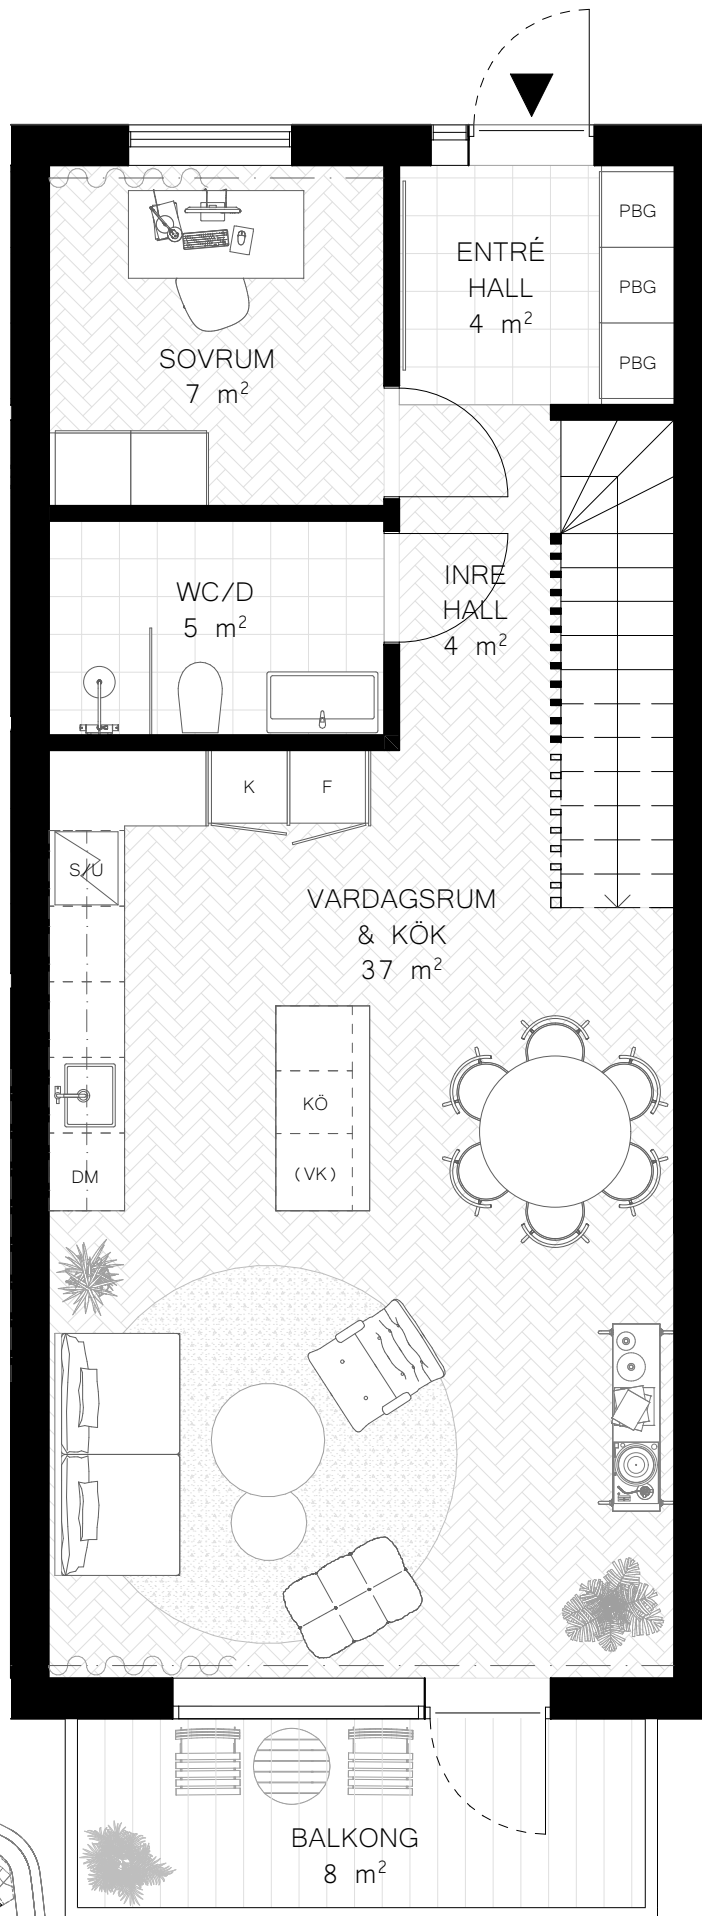 PBG
ENTRÉ
HALL
4 m²
PBG
PBG
SOVRUM
7 m²
WC/D
5 m²
INRE
HALL
4 m²
K
F
S/U
VARDAGSRUM
& KÖK
37 m²
KÖ
(VK)
DM
BALKONG
8 m²